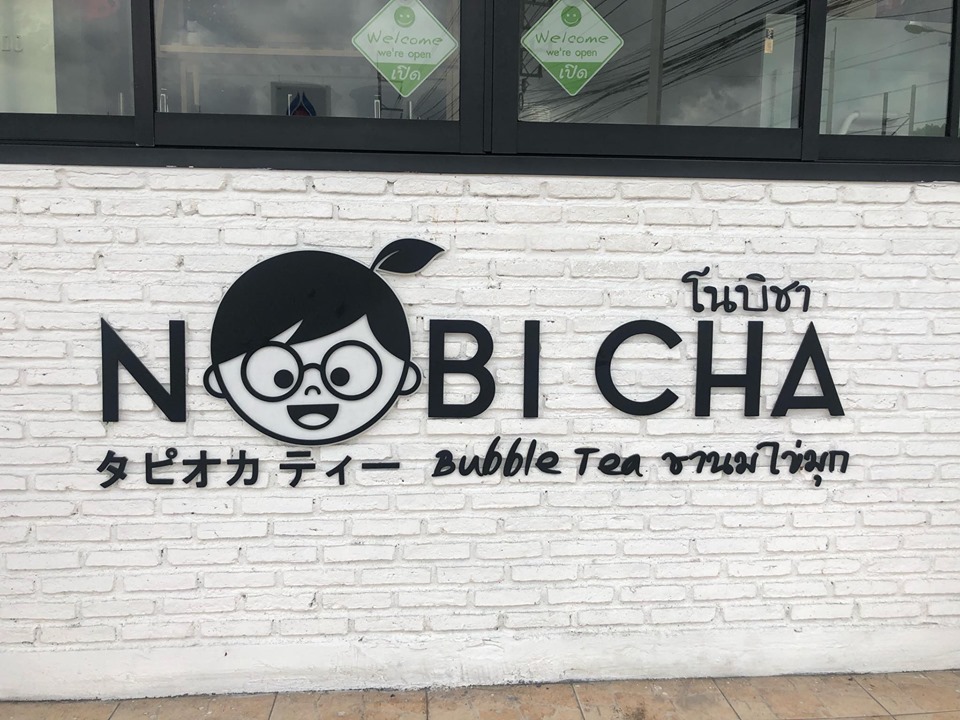 Welcome
we're open
เปิด
Welcome
we're open
เปิด
โนบิชา
NOBI CHA
タピオカ ティー Bubble Tea ชานมไข่มุก